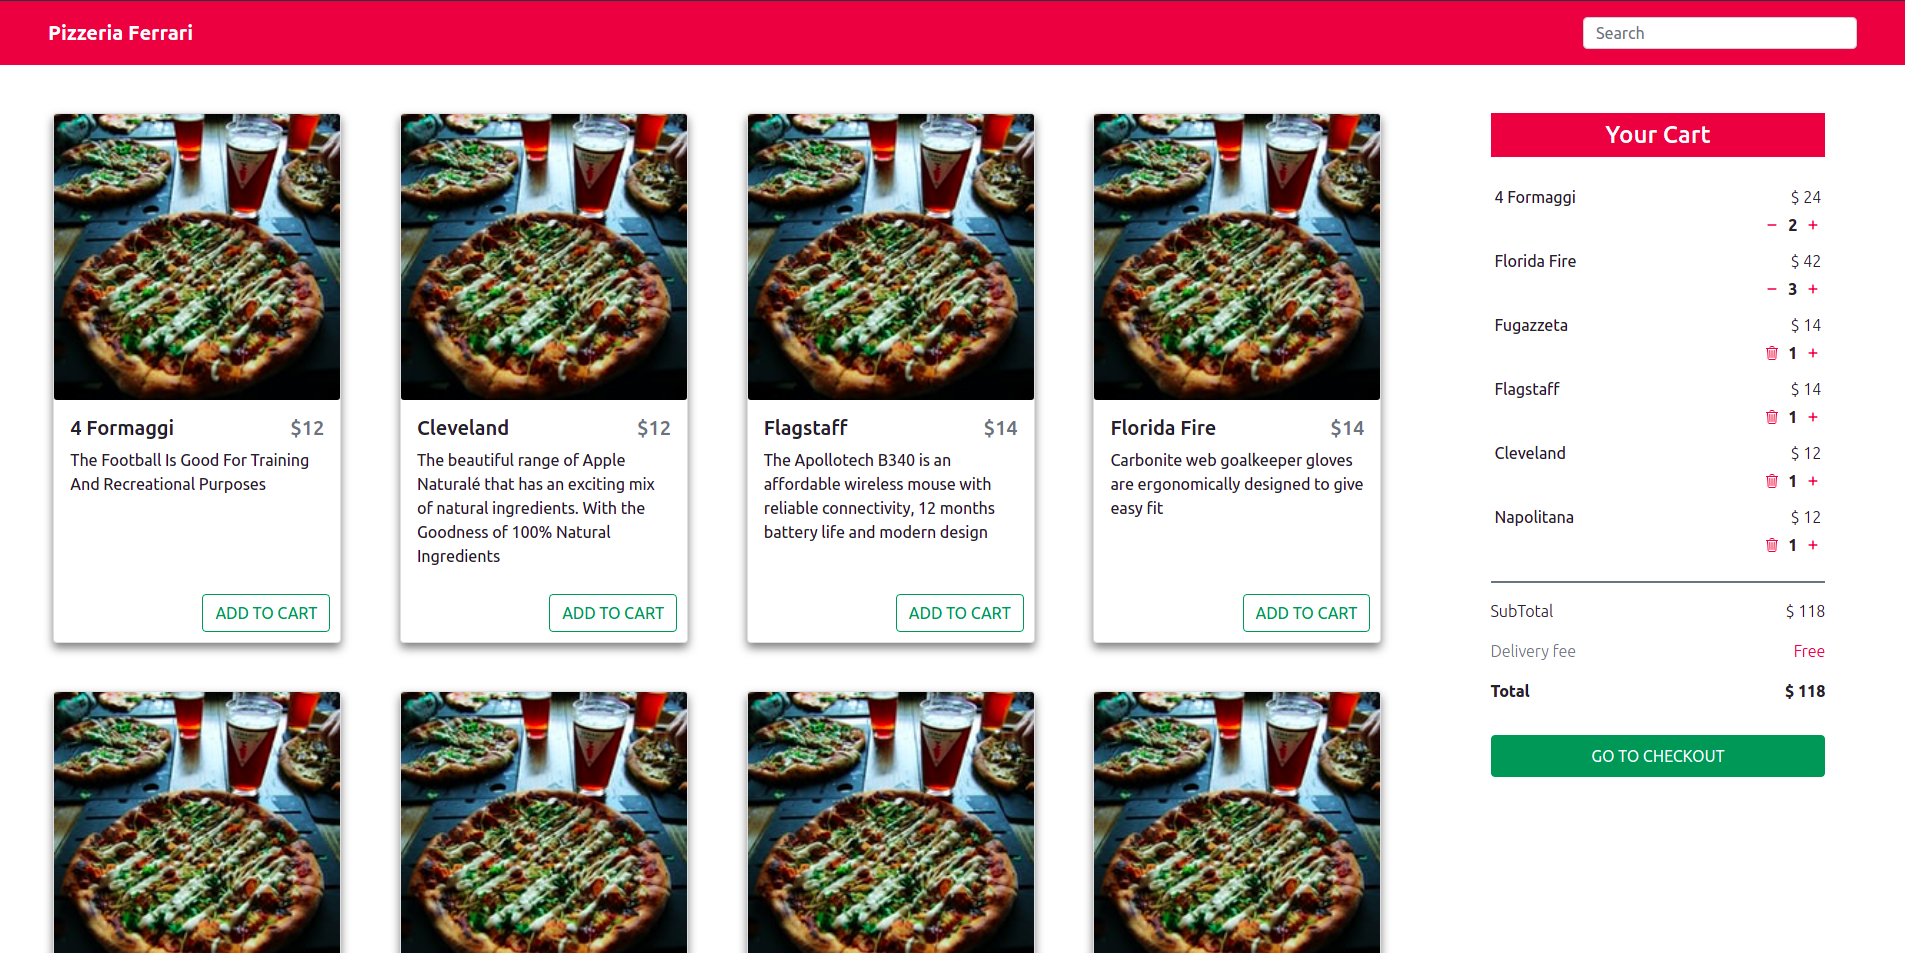 Pizzeria Ferrari
Search
4 Formaggi $12
The Football Is Good For Training
And Recreational Purposes
ADD TO CART
Cleveland $12
The beautiful range of Apple
Naturalé that has an exciting mix
of natural ingredients. With the
Goodness of 100% Natural
Ingredients
ADD TO CART
Flagstaff $14
The Apollotech B340 is an
affordable wireless mouse with
reliable connectivity, 12 months
battery life and modern design
ADD TO CART
Florida Fire $14
Carbonite web goalkeeper gloves
are ergonomically designed to give
easy fit
ADD TO CART
Your Cart
4 Formaggi $ 24
− 2 +
Florida Fire $ 42
− 3 +
Fugazzeta $ 14
1 +
Flagstaff $ 14
1 +
Cleveland $ 12
1 +
Napolitana $ 12
1 +
SubTotal $ 118
Delivery fee Free
Total $ 118
GO TO CHECKOUT